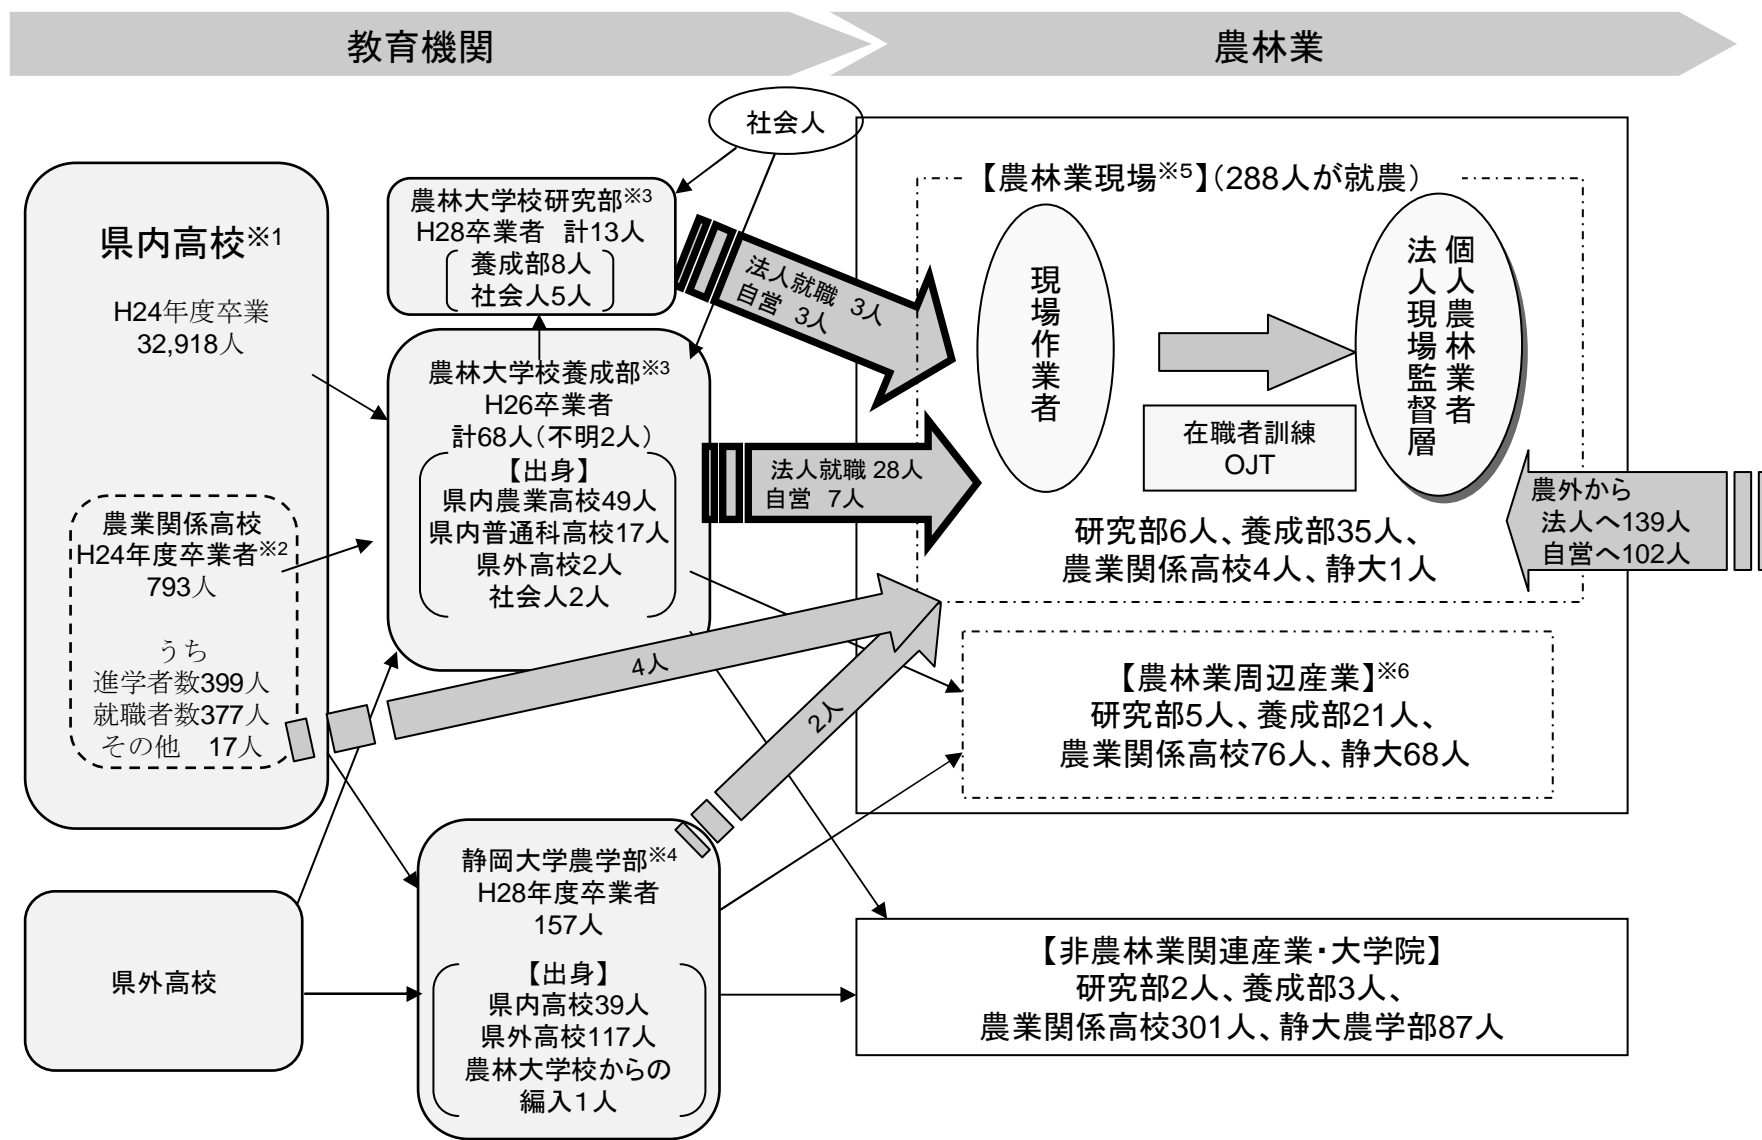 教育機関
農林業
社会人
県内高校※1
H24年度卒業
32,918人
農業関係高校
H24年度卒業者※2
793人
うち
進学者数399人
就職者数377人
その他 17人
県外高校
農林大学校研究部※3
H28卒業者 計13人
養成部8人
社会人5人
農林大学校養成部※3
H26卒業者
計68人(不明2人)
【出身】
県内農業高校49人
県内普通科高校17人
県外高校2人
社会人2人
静岡大学農学部※4
H28年度卒業者
157人
【出身】
県内高校39人
県外高校117人
農林大学校からの
編入1人
法人就職 3人
自営 3人
法人就職 28人
自営 7人
4人
2人
【農林業現場※5】(288人が就農)
現場作業者
在職者訓練
OJT
個人農林業者
法人現場監督層
農外から
法人へ139人
自営へ102人
研究部6人、養成部35人、
農業関係高校4人、静大1人
【農林業周辺産業】※6
研究部5人、養成部21人、
農業関係高校76人、静大68人
【非農林業関連産業・大学院】
研究部2人、養成部3人、
農業関係高校301人、静大農学部87人